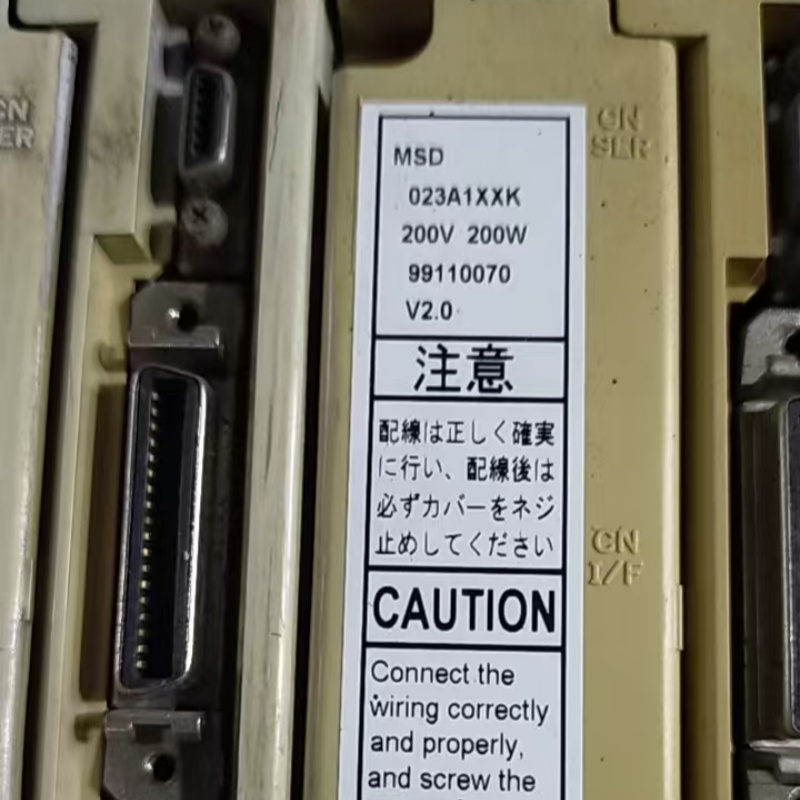 CN
SER
MSD
023A1XXK
200V 200W
99110070
V2.0
注意
配線は正しく確実
に行い、配線後は
必ずカバーをネジ
止めしてください
CAUTION
Connect the
wiring correctly
and properly,
and screw the
CN
SER
CN
I/F